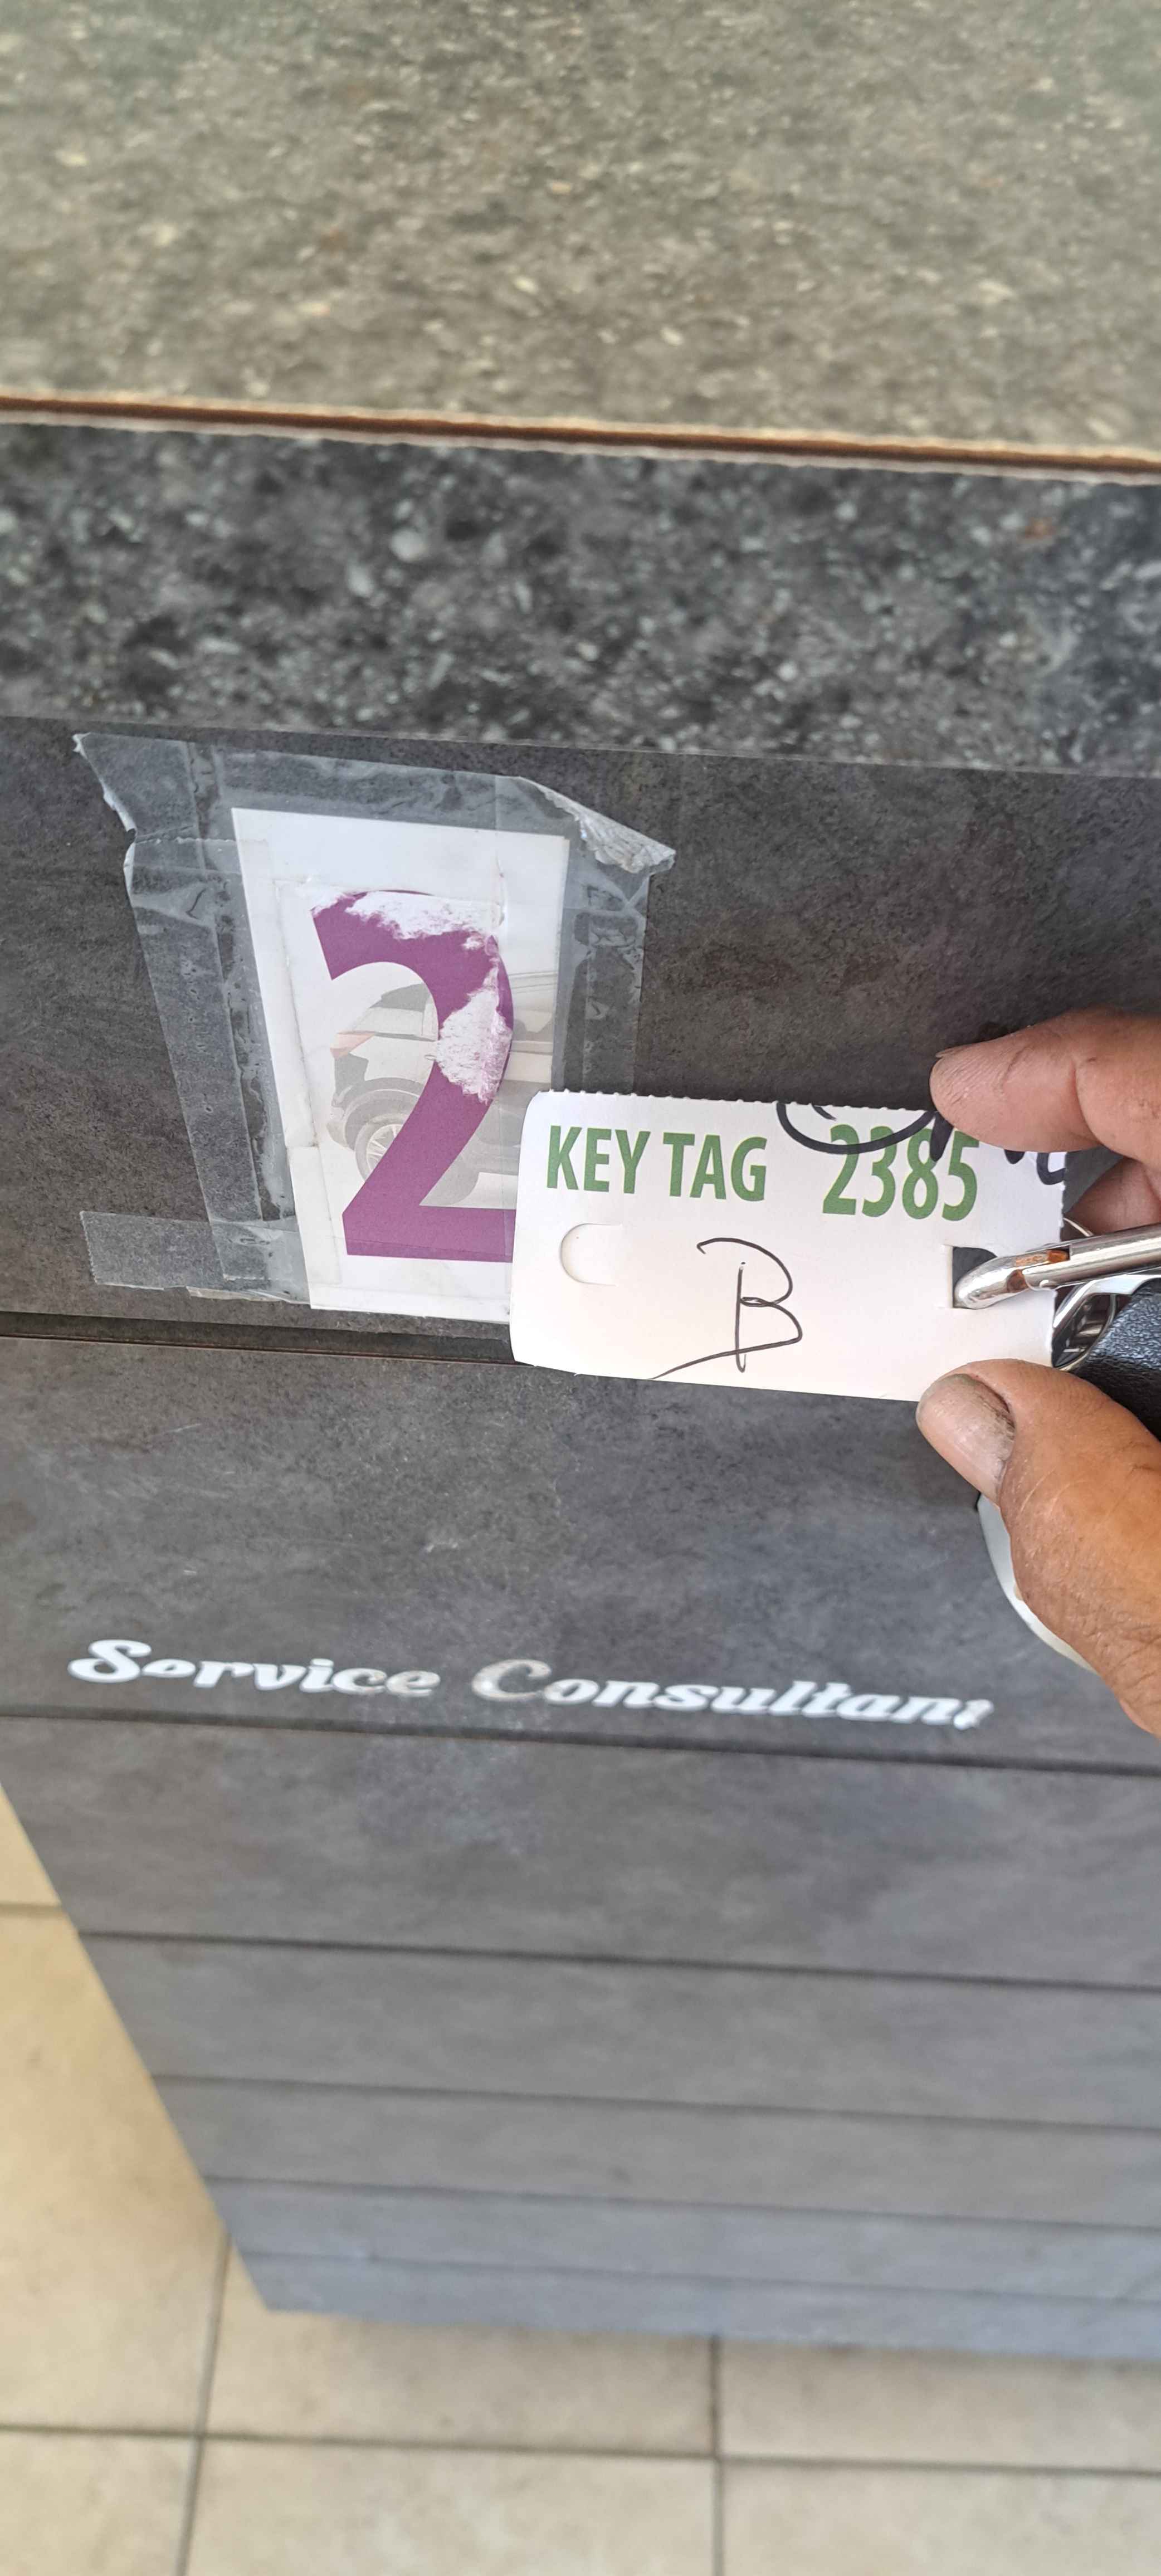 2
KEY TAG 2385
B
Service Consultant